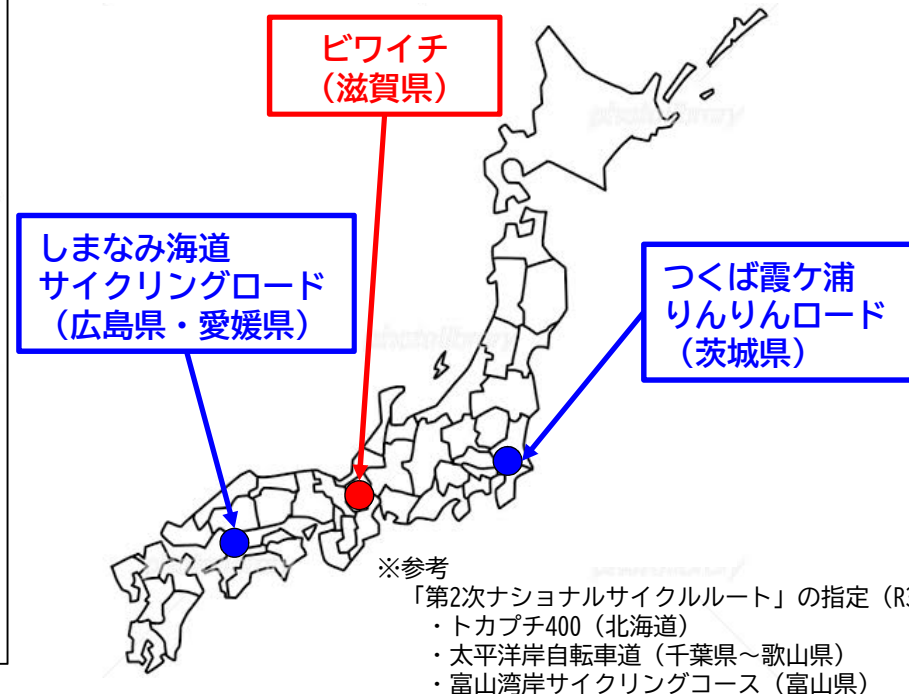 ビワイチ
（滋賀県）
しまなみ海道
サイクリングロード
（広島県・愛媛県）
つくば霞ケ浦
りんりんロード
（茨城県）
photolibrary
photolibrary
※参考
「第2次ナショナルサイクルルート」の指定（R3
・トカプチ400（北海道）
・太平洋岸自転車道（千葉県～歌山県）
・富山湾岸サイクリングコース（富山県）